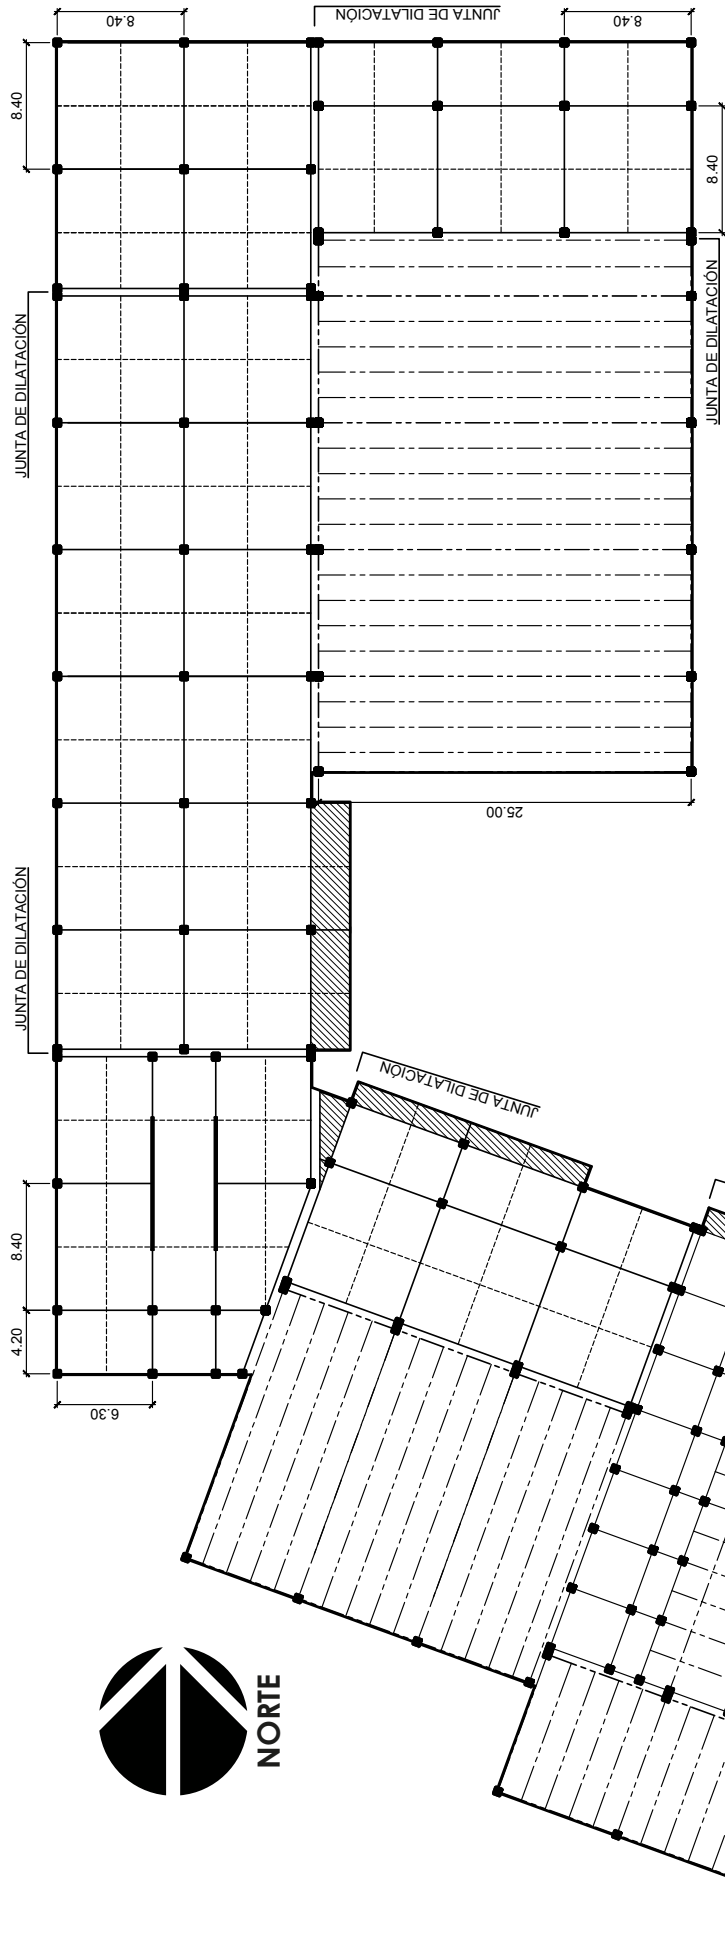 8.40
JUNTA DE DILATACIÓN
8.40
8.40
8.40
JUNTA DE DILATACIÓN
JUNTA DE DILATACIÓN
25.00
JUNTA DE DILATACIÓN
JUNTA DE DILATACIÓN
8.40
4.20
6.30
NORTE